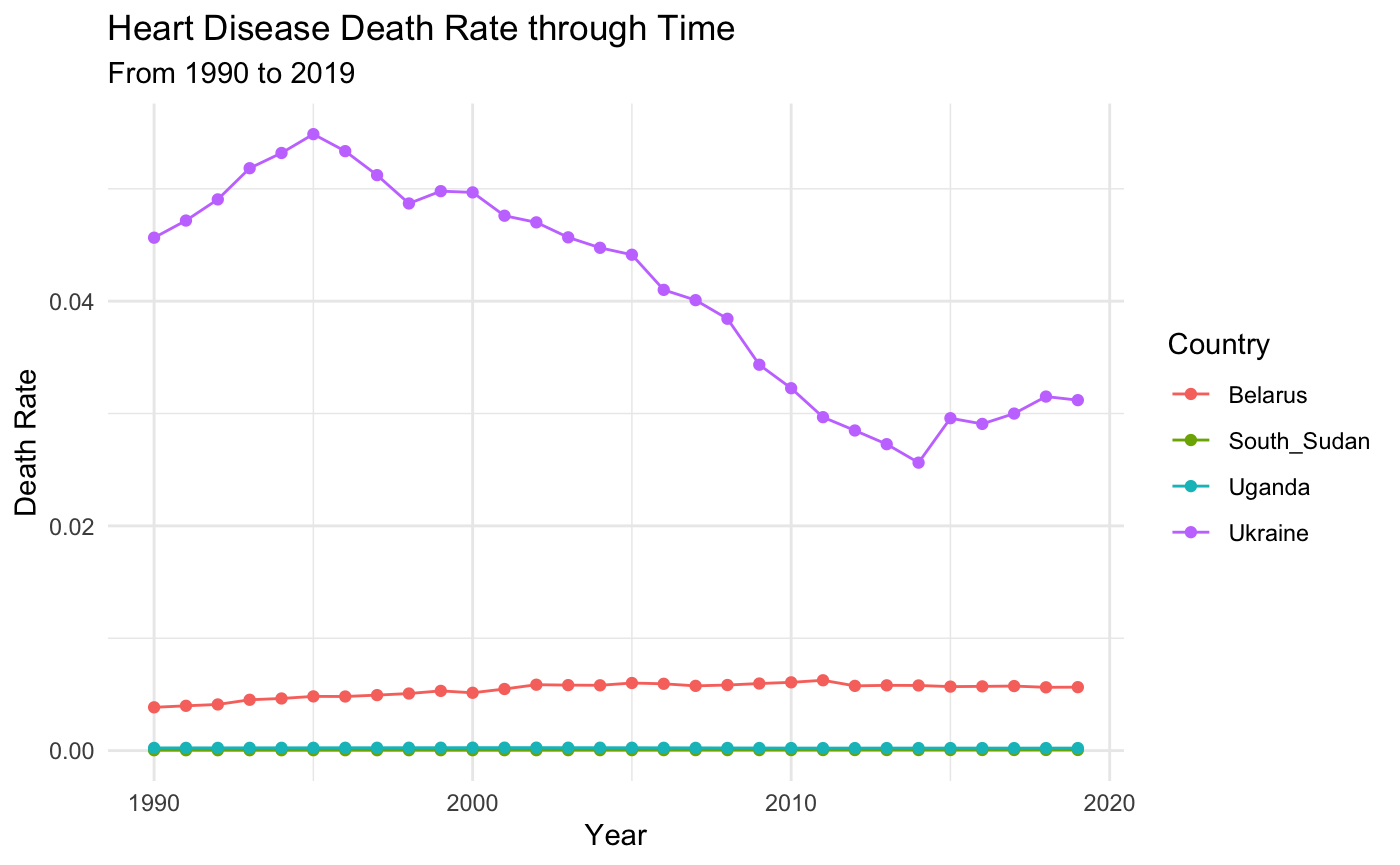 Heart Disease Death Rate through Time
From 1990 to 2019
Death Rate
0.04
0.02
0.00
1990 2000 2010 2020
Year
Country
Belarus
South_Sudan
Uganda
Ukraine